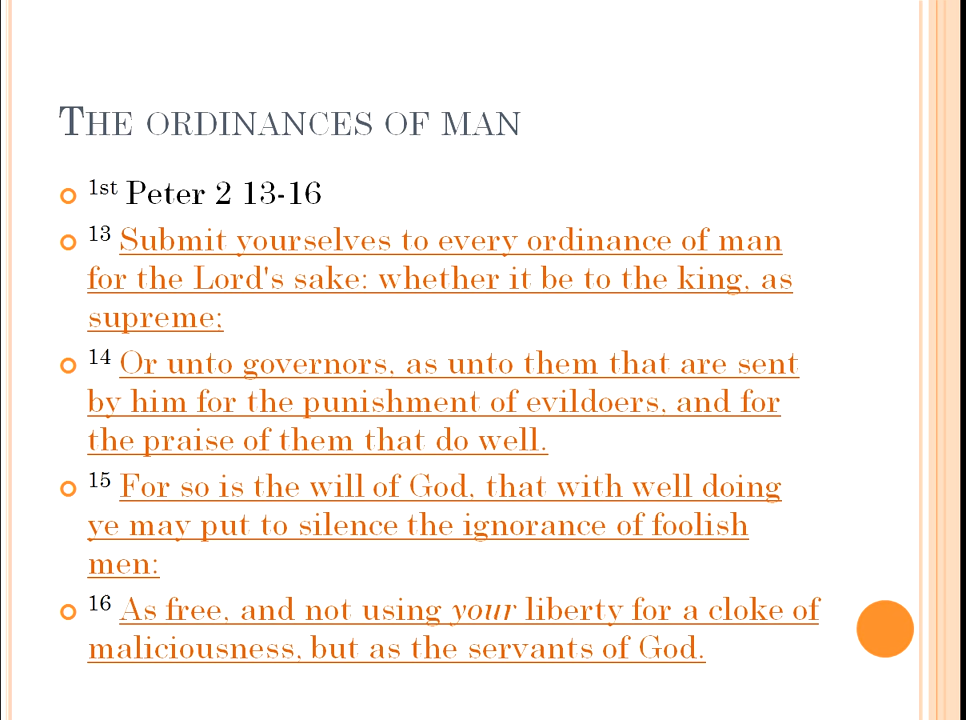 The ordinances of man
1st Peter 2 13-16
13 Submit yourselves to every ordinance of man
for the Lord's sake: whether it be to the king, as
supreme;
14 Or unto governors, as unto them that are sent
by him for the punishment of evildoers, and for
the praise of them that do well.
15 For so is the will of God, that with well doing
ye may put to silence the ignorance of foolish
men:
16 As free, and not using your liberty for a cloke of
maliciousness, but as the servants of God.